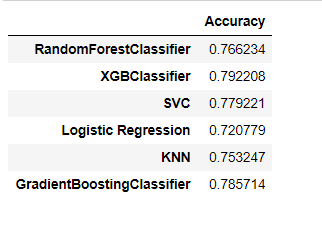 Accuracy
RandomForestClassifier 0.766234
XGBClassifier 0.792208
SVC 0.779221
Logistic Regression 0.720779
KNN 0.753247
GradientBoostingClassifier 0.785714